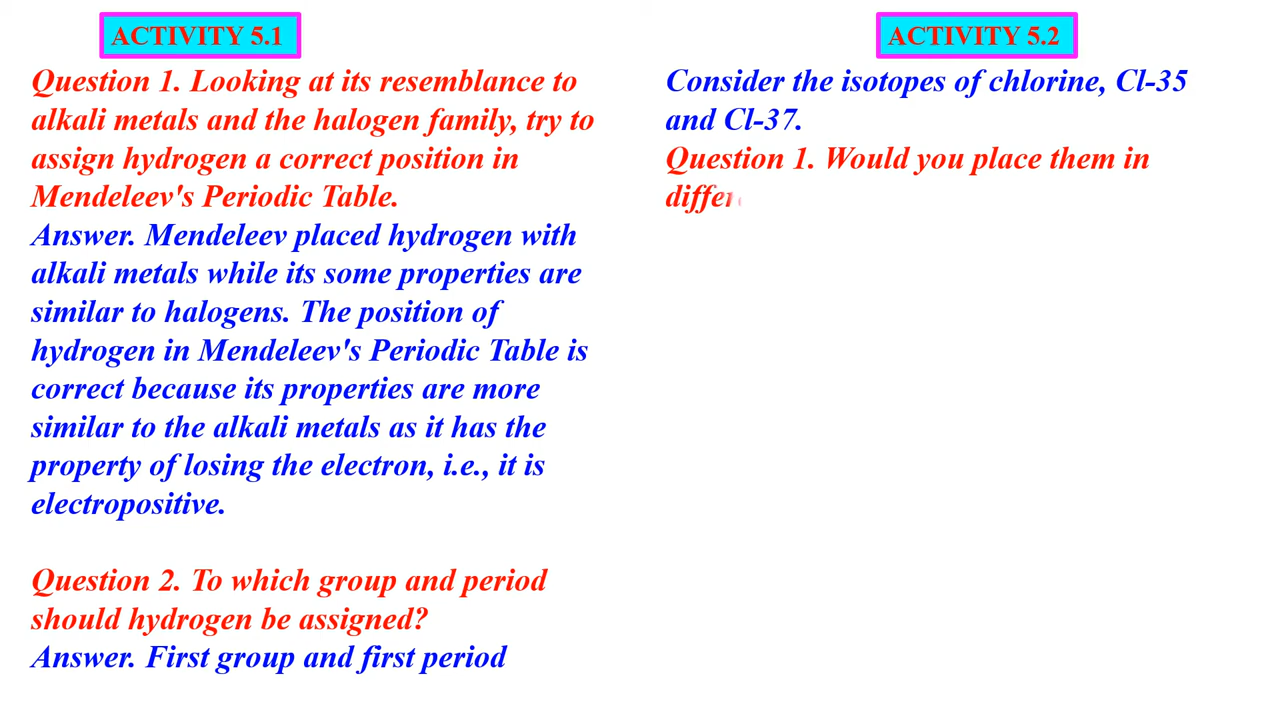 ACTIVITY 5.1
Question 1. Looking at its resemblance to
alkali metals and the halogen family, try to
assign hydrogen a correct position in
Mendeleev's Periodic Table.
Answer. Mendeleev placed hydrogen with
alkali metals while its some properties are
similar to halogens. The position of
hydrogen in Mendeleev's Periodic Table is
correct because its properties are more
similar to the alkali metals as it has the
property of losing the electron, i.e., it is
electropositive.
Question 2. To which group and period
should hydrogen be assigned?
Answer. First group and first period
ACTIVITY 5.2
Consider the isotopes of chlorine, Cl-35
and Cl-37.
Question 1. Would you place them in